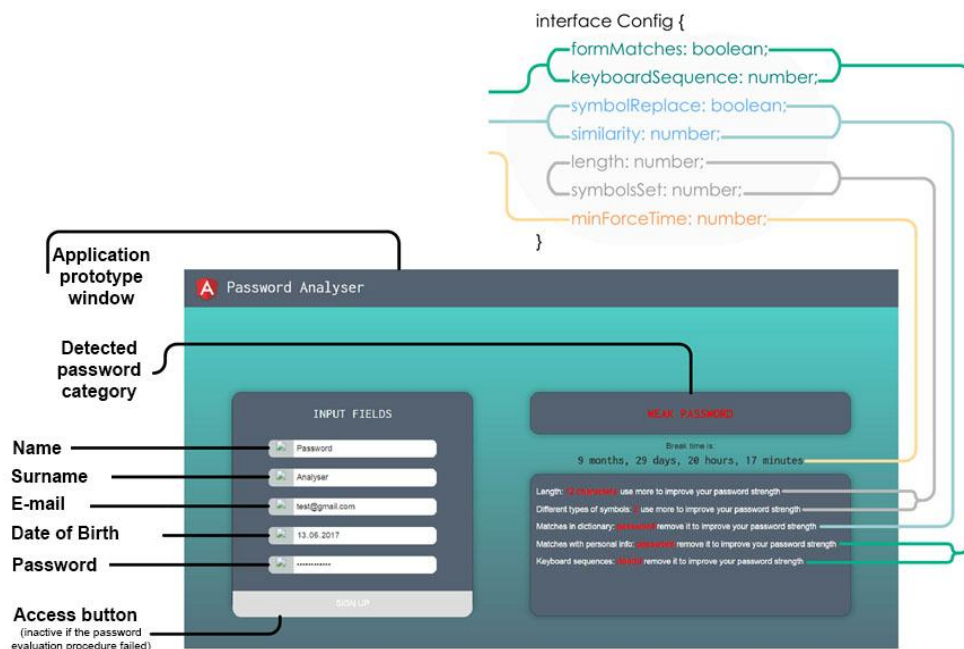 interface Config {
formMatches: boolean;
keyboardSequence: number;
symbolReplace: boolean;
similarity: number;
length: number;
symbolsSet: number;
minForceTime: number;
}
Application
prototype
window
Password Analyser
Detected
password
category
INPUT FIELDS
WEAK PASSWORD
Break time is:
9 months, 29 days, 20 hours, 17 minutes
Name
Password
Surname
Analyser
E-mail
test@gmail.com
Date of Birth
13.06.2017
Password
Length: 12 characters use more to improve your password strength
Different types of symbols: use more to improve your password strength
Matches in dictionary: password remove it to improve your password strength
Matches with personal info: password remove it to improve your password strength
Keyboard sequences: remove it to improve your password strength
SIGN UP
Access button
(inactive if the password
evaluation procedure failed)